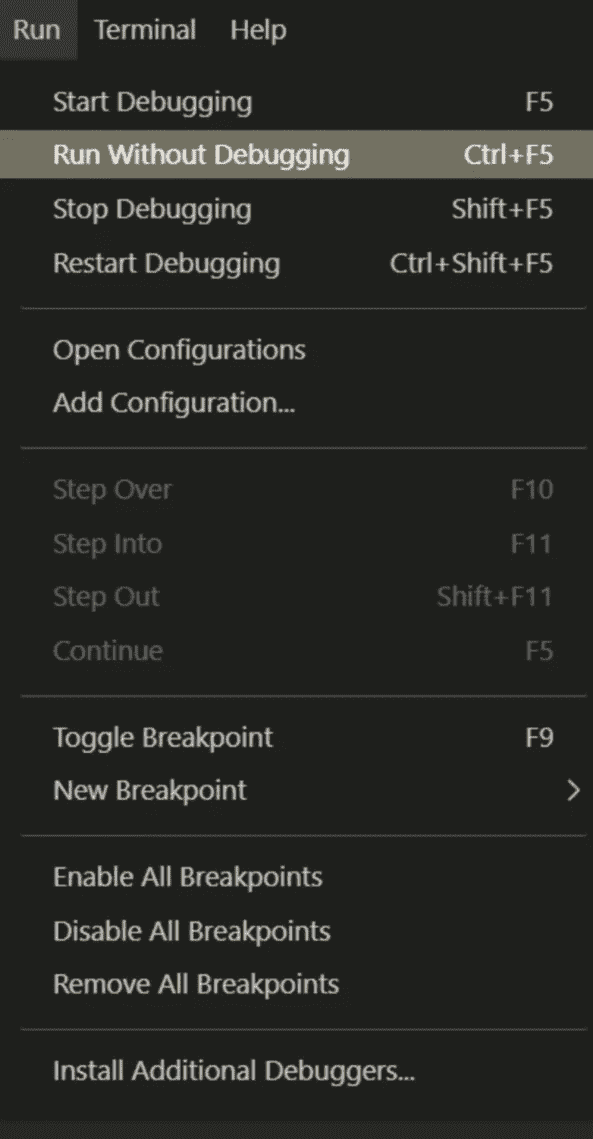 Run Terminal Help
Start Debugging F5
Run Without Debugging Ctrl+F5
Stop Debugging Shift+F5
Restart Debugging Ctrl+Shift+F5
Open Configurations
Add Configuration...
Step Over F10
Step Into F11
Step Out Shift+F11
Continue F5
Toggle Breakpoint F9
New Breakpoint
Enable All Breakpoints
Disable All Breakpoints
Remove All Breakpoints
Install Additional Debuggers...